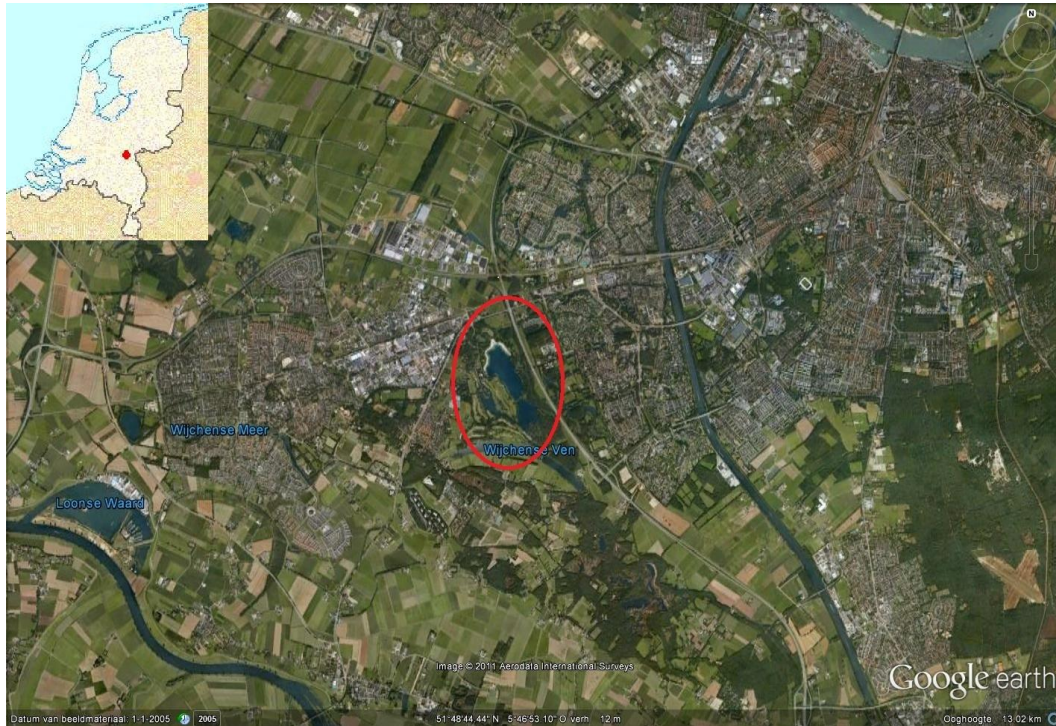 N
Wijchense Meer
Wijchense Ven
Loonse Waard
Image © 2011 Aerodata International Surveys
Google earth
Datum van beeldmateriaal: 1-1-2005 2005 51°48'44.44" N 5°46'53.10" O verh 12 m Ooghoogte 13.02 km